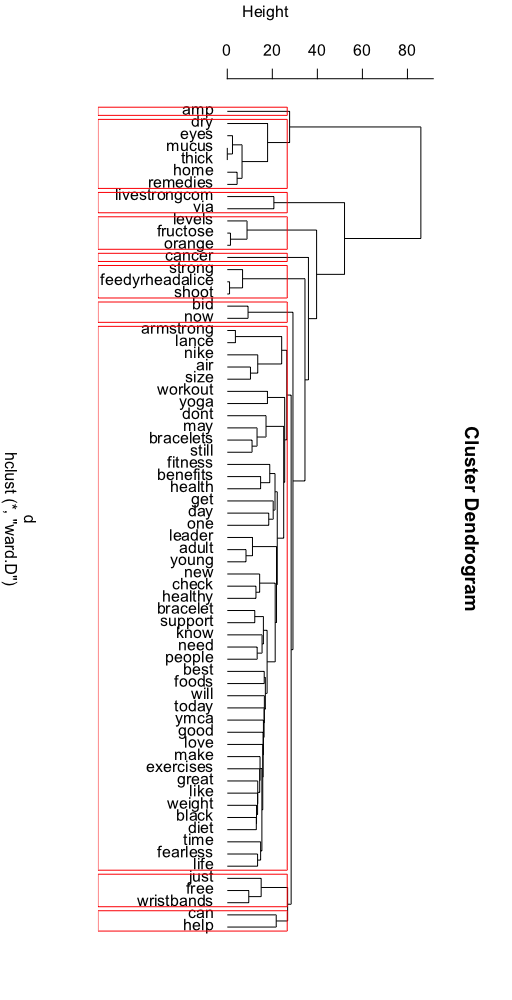 Height
0 20 40 60 80
amp
dry
eyes
mucus
thick
home
remedies
livestrongcom
via
levels
fructose
orange
cancer
strong
feedyrheadalice
shoot
bid
now
armstrong
lance
nike
air
size
workout
yoga
dont
may
bracelets
still
fitness
benefits
health
get
day
one
leader
adult
young
new
check
healthy
bracelet
support
know
need
people
best
foods
will
today
ymca
good
love
make
exercises
great
like
weight
black
diet
time
fearless
life
just
free
wristbands
can
help
Cluster Dendrogram
d
hclust (*, "ward.D")